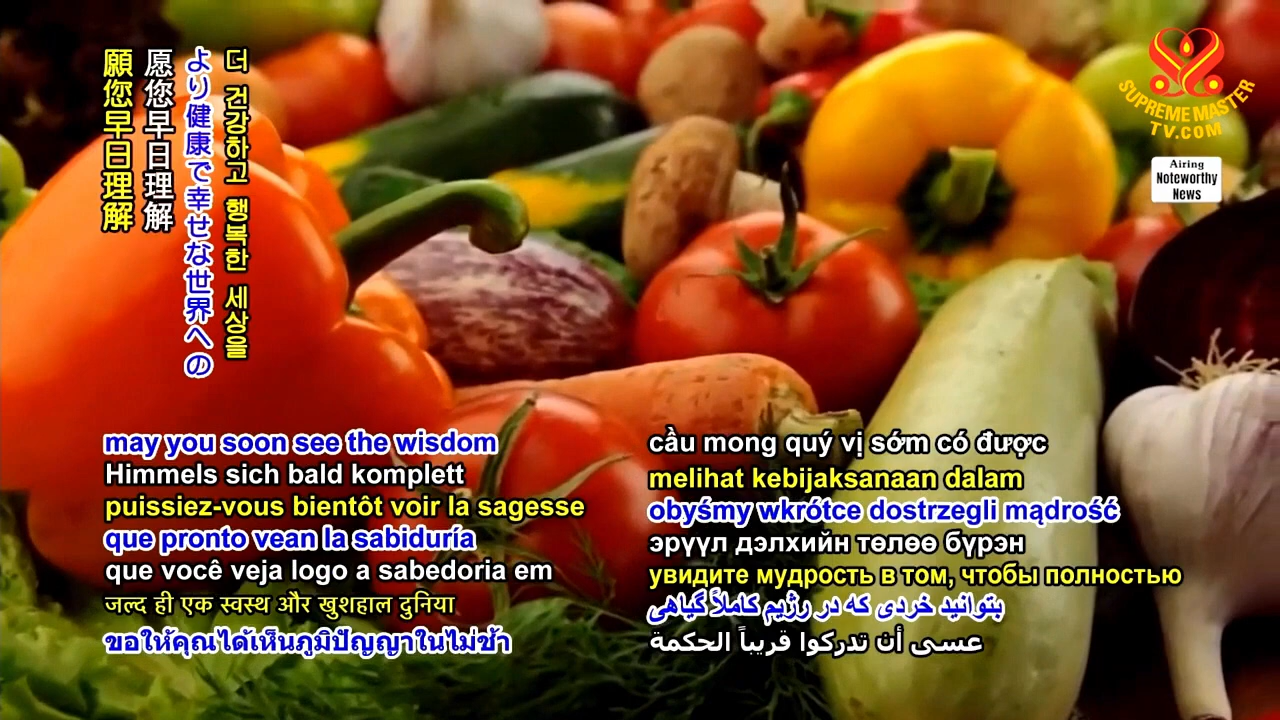 願您早日理解
愿您早日理解
より健康で幸せな世界への
더 건강하고 행복한 세상을
SUPREME MASTER
TV.COM
Airing
Noteworthy
News
may you soon see the wisdom
Himmels sich bald komplett
puissiez-vous bientôt voir la sagesse
que pronto vean la sabiduría
que você veja logo a sabedoria em
जल्द ही एक स्वस्थ और खुशहाल दुनिया
ขอให้คุณได้เห็นภูมิปัญญาในไม่ช้า
cầu mong quý vị sớm có được
melihat kebijaksanaan dalam
obyśmy wkrótce dostrzegli mądrość
эрүүл дэлхийн төлөө бүрэн
увидите мудрость в том, чтобы полностью
بتوانید خردی که در رژیم کاملاً گیاهی
عسى أن تدركوا قريباً الحكمة